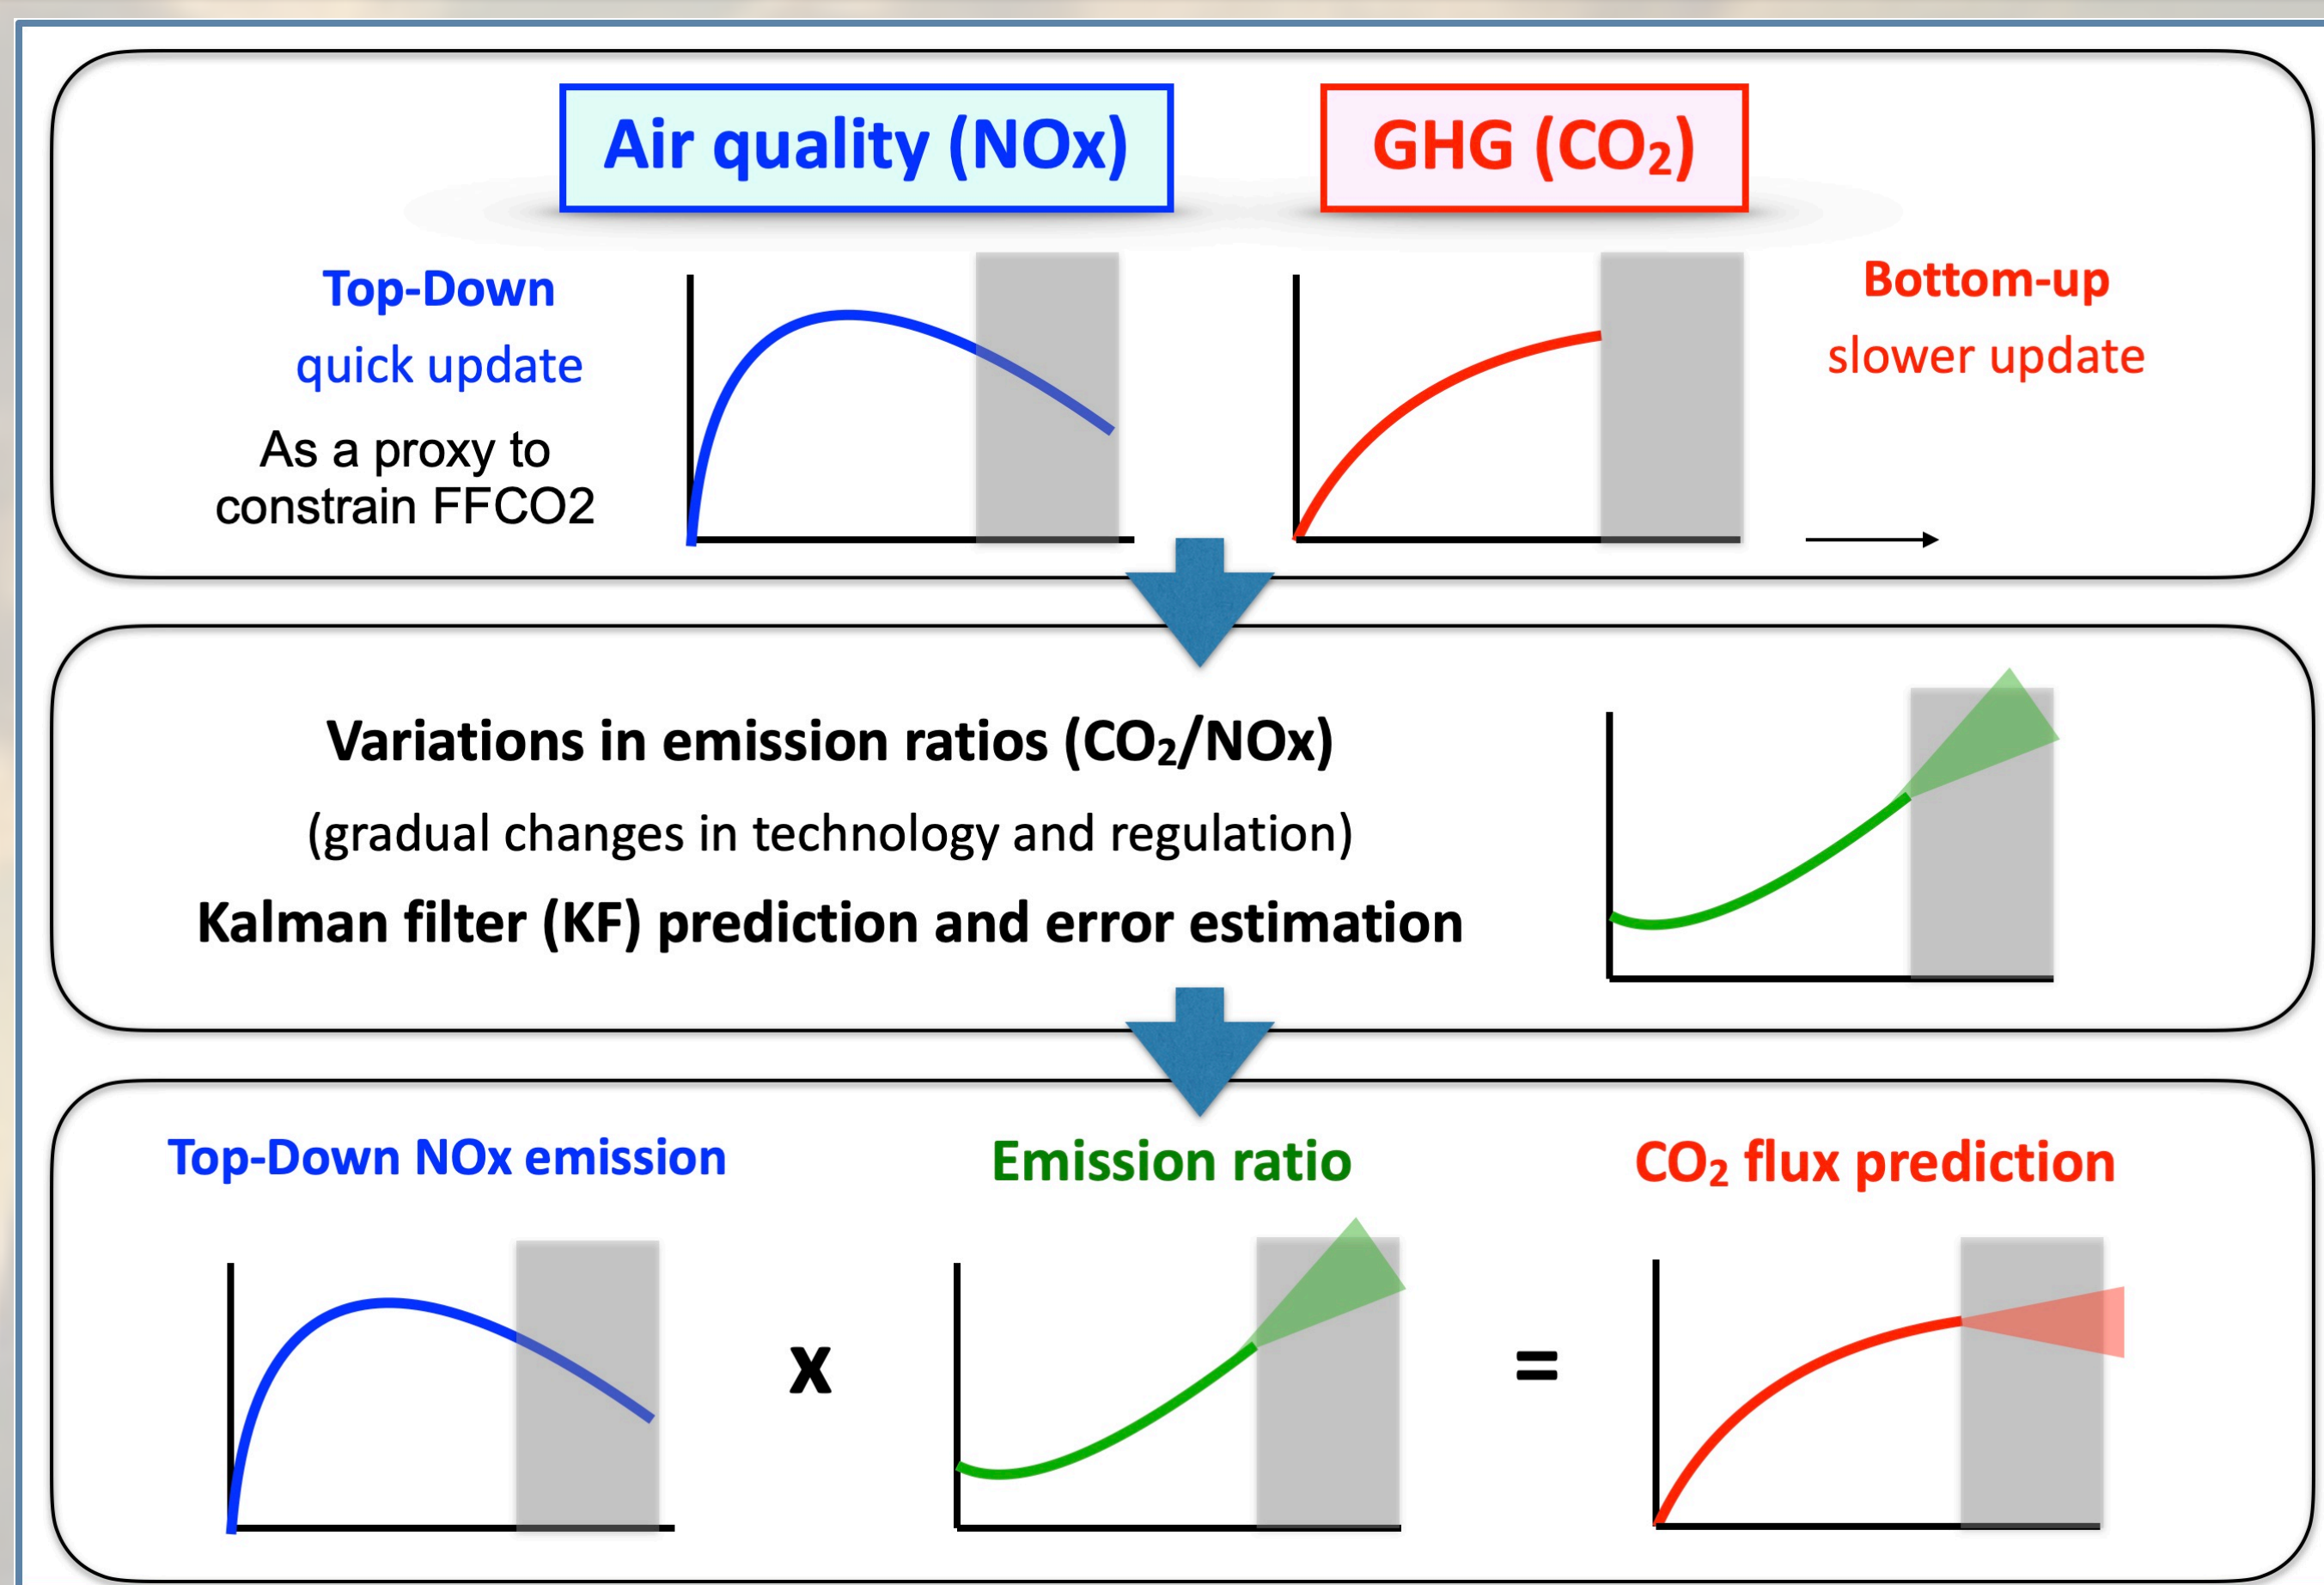 Air quality (NOx)
GHG (CO₂)
Top-Down
quick update
As a proxy to
constrain FFCO2
Bottom-up
slower update
Variations in emission ratios (CO₂/NOx)
(gradual changes in technology and regulation)
Kalman filter (KF) prediction and error estimation
Top-Down NOx emission
Emission ratio
CO₂ flux prediction
x
=